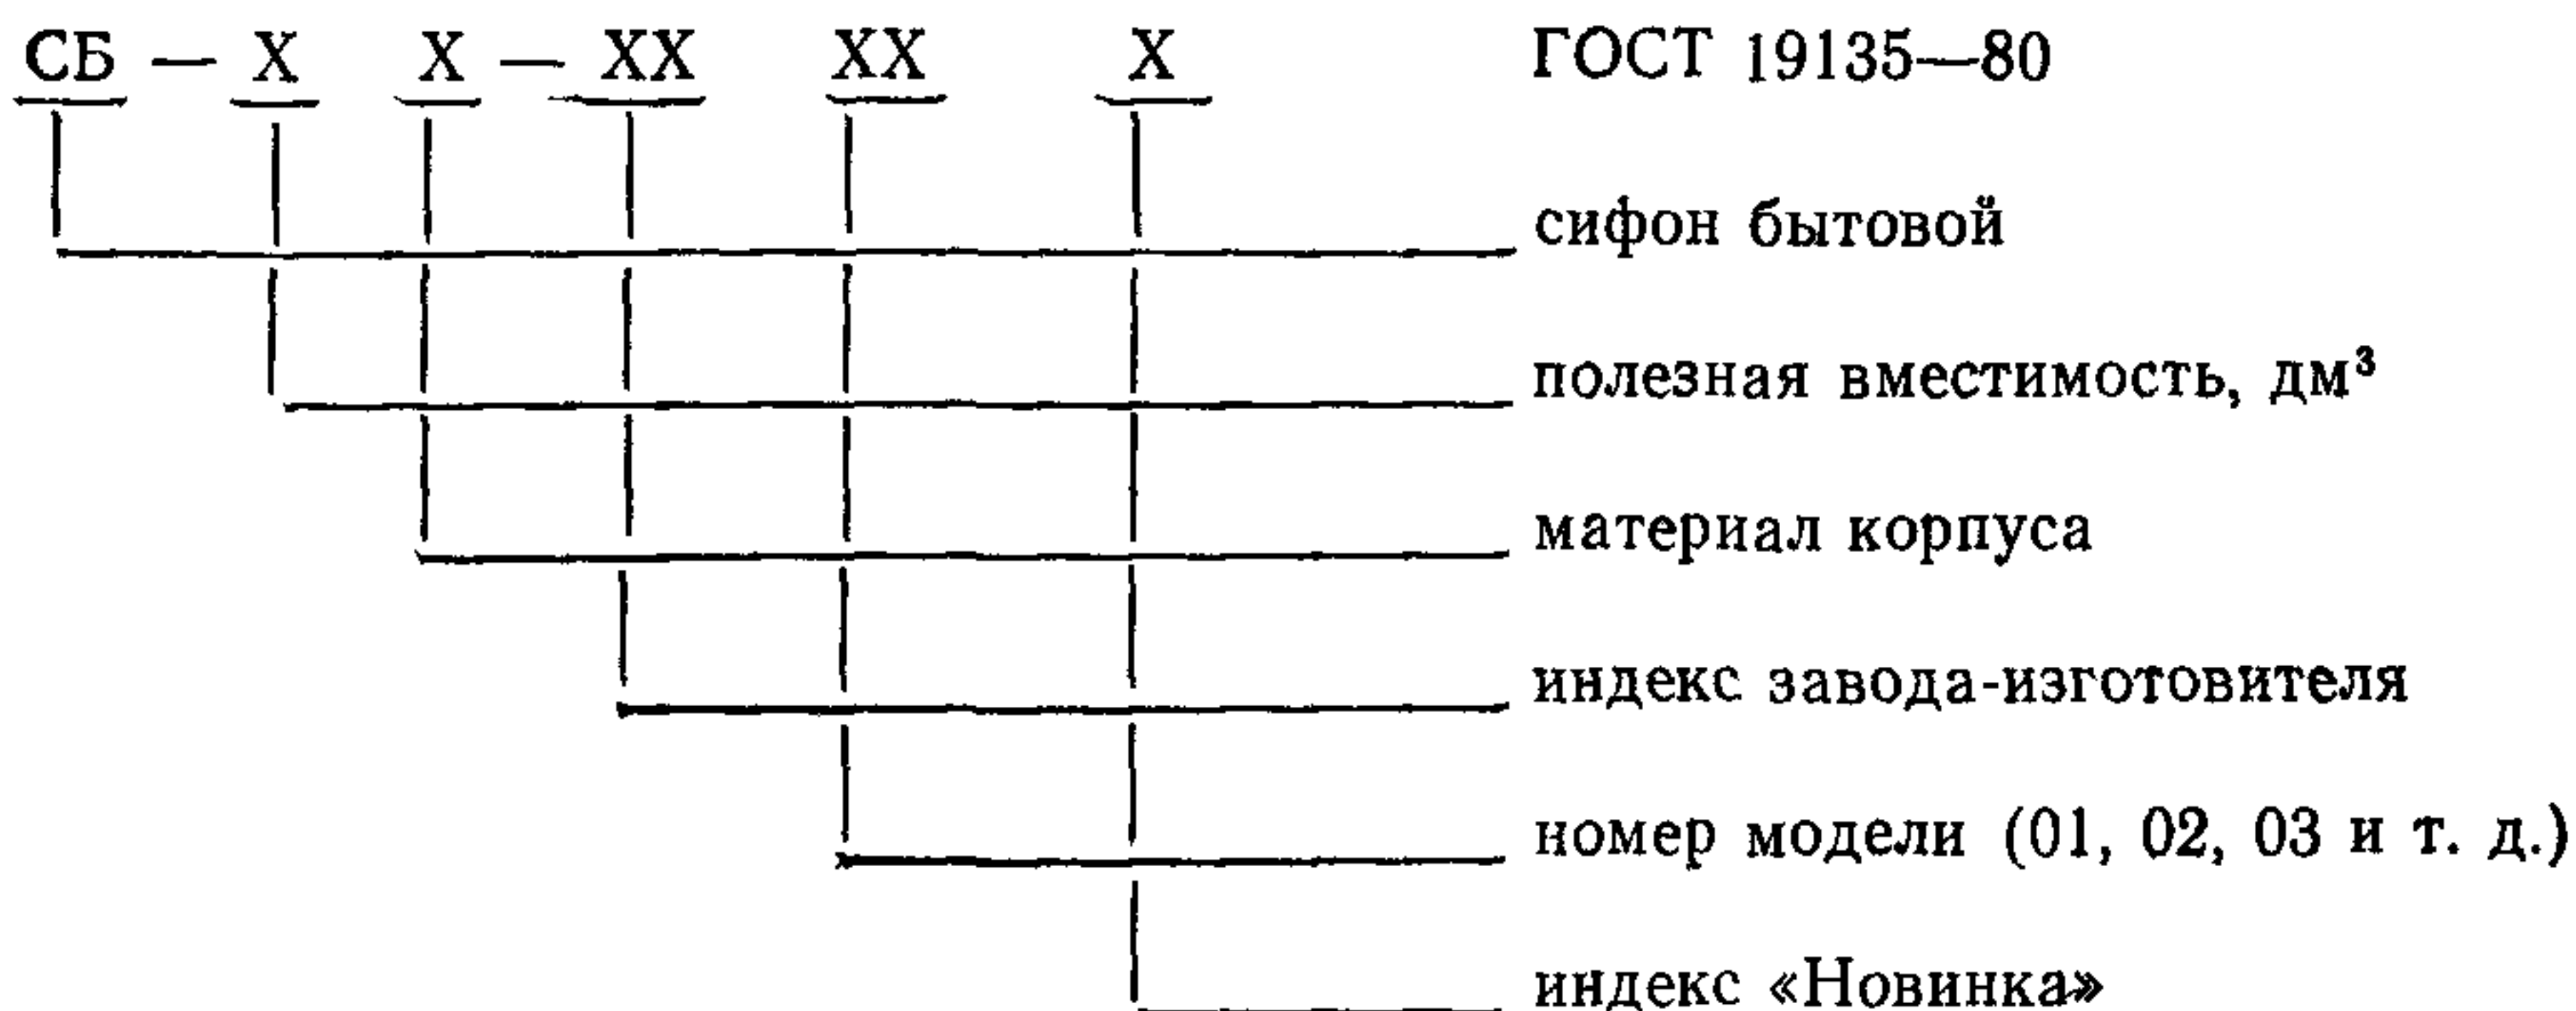 СБ — Х Х — ХХ ХХ Х ГОСТ 19135—80
сифон бытовой
полезная вместимость, дм³
материал корпуса
индекс завода-изготовителя
номер модели (01, 02, 03 и т. д.)
индекс «Новинка»